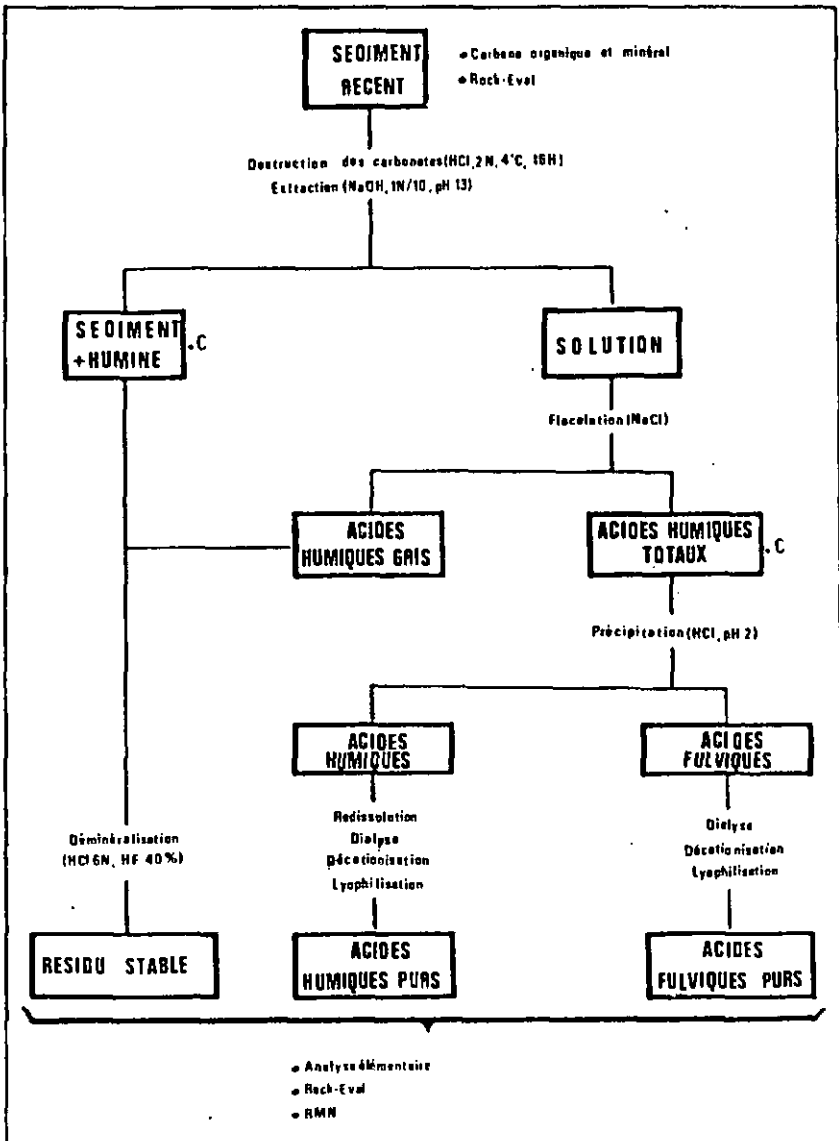 SEDIMENT
RECENT
• Carbone organique et minéral
• Rock-Eval
Destruction des carbonates (HCl, 2N, 4°C, 16H)
Extraction (NaOH, 1N/10, pH 13)
SEDIMENT
+HUMINE
.C
SOLUTION
Floculation (NaCl)
ACIDES
HUMIQUES GRIS
ACIDES HUMIQUES
TOTAUX
.C
Précipitation (HCl, pH 2)
ACIDES
HUMIQUES
ACIDES
FULVIQUES
Déminéralisation
(HCl 6N, HF 40%)
Redissolution
Dialyse
Décationisation
Lyophilisation
Dialyse
Décationisation
Lyophilisation
RESIDU STABLE
ACIDES
HUMIQUES PURS
ACIDES
FULVIQUES PURS
• Analyse élémentaire
• Rock-Eval
• RMN